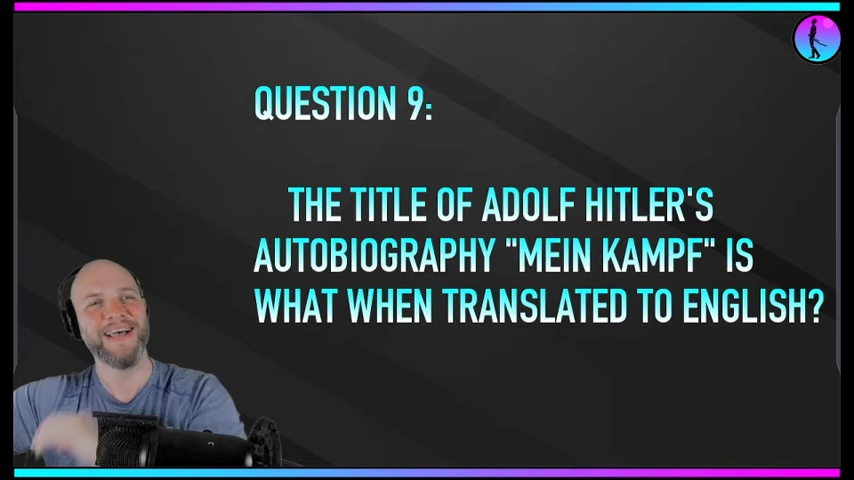 QUESTION 9:
THE TITLE OF ADOLF HITLER'S
AUTOBIOGRAPHY "MEIN KAMPF" IS
WHAT WHEN TRANSLATED TO ENGLISH?